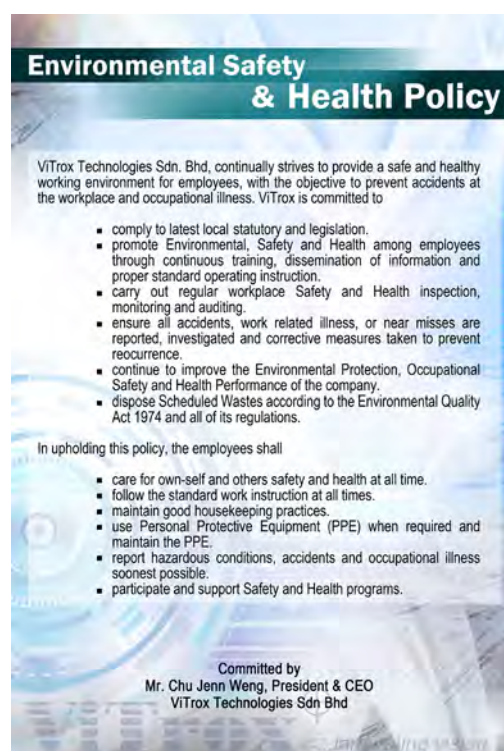 Environmental Safety
& Health Policy
ViTrox Technologies Sdn. Bhd, continually strives to provide a safe and healthy
working environment for employees, with the objective to prevent accidents at
the workplace and occupational illness. ViTrox is committed to
▪ comply to latest local statutory and legislation.
▪ promote Environmental, Safety and Health among employees
through continuous training, dissemination of information and
proper standard operating instruction.
▪ carry out regular workplace Safety and Health inspection,
monitoring and auditing.
▪ ensure all accidents, work related illness, or near misses are
reported, investigated and corrective measures taken to prevent
reocurrence.
▪ continue to improve the Environmental Protection, Occupational
Safety and Health Performance of the company.
▪ dispose Scheduled Wastes according to the Environmental Quality
Act 1974 and all of its regulations.
In upholding this policy, the employees shall
▪ care for own-self and others safety and health at all time.
▪ follow the standard work instruction at all times.
▪ maintain good housekeeping practices.
▪ use Personal Protective Equipment (PPE) when required and
maintain the PPE.
▪ report hazardous conditions, accidents and occupational illness
soonest possible.
▪ participate and support Safety and Health programs.
Committed by
Mr. Chu Jenn Weng, President & CEO
ViTrox Technologies Sdn Bhd